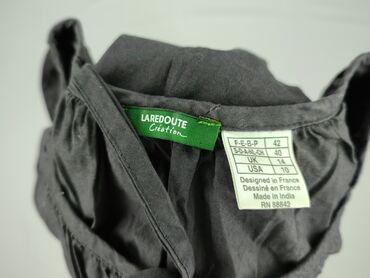 LAREDOUTE
Création
F-E-B-P 42
S-D-A-NL-CH 40
UK 14
USA 10
Designed in France
Dessiné en France
Made in India
RN 88842